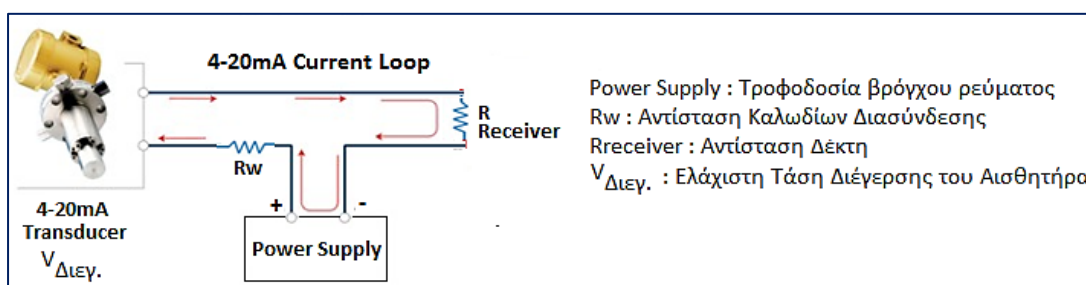 4-20mA Current Loop
R
Receiver
Rw
+ -
Power Supply
4-20mA
Transducer
VΔιεγ.
Power Supply : Τροφοδοσία βρόγχου ρεύματος
Rw : Αντίσταση Καλωδίων Διασύνδεσης
Rreceiver : Αντίσταση Δέκτη
VΔιεγ. : Ελάχιστη Τάση Διέγερσης του Αισθητήρα